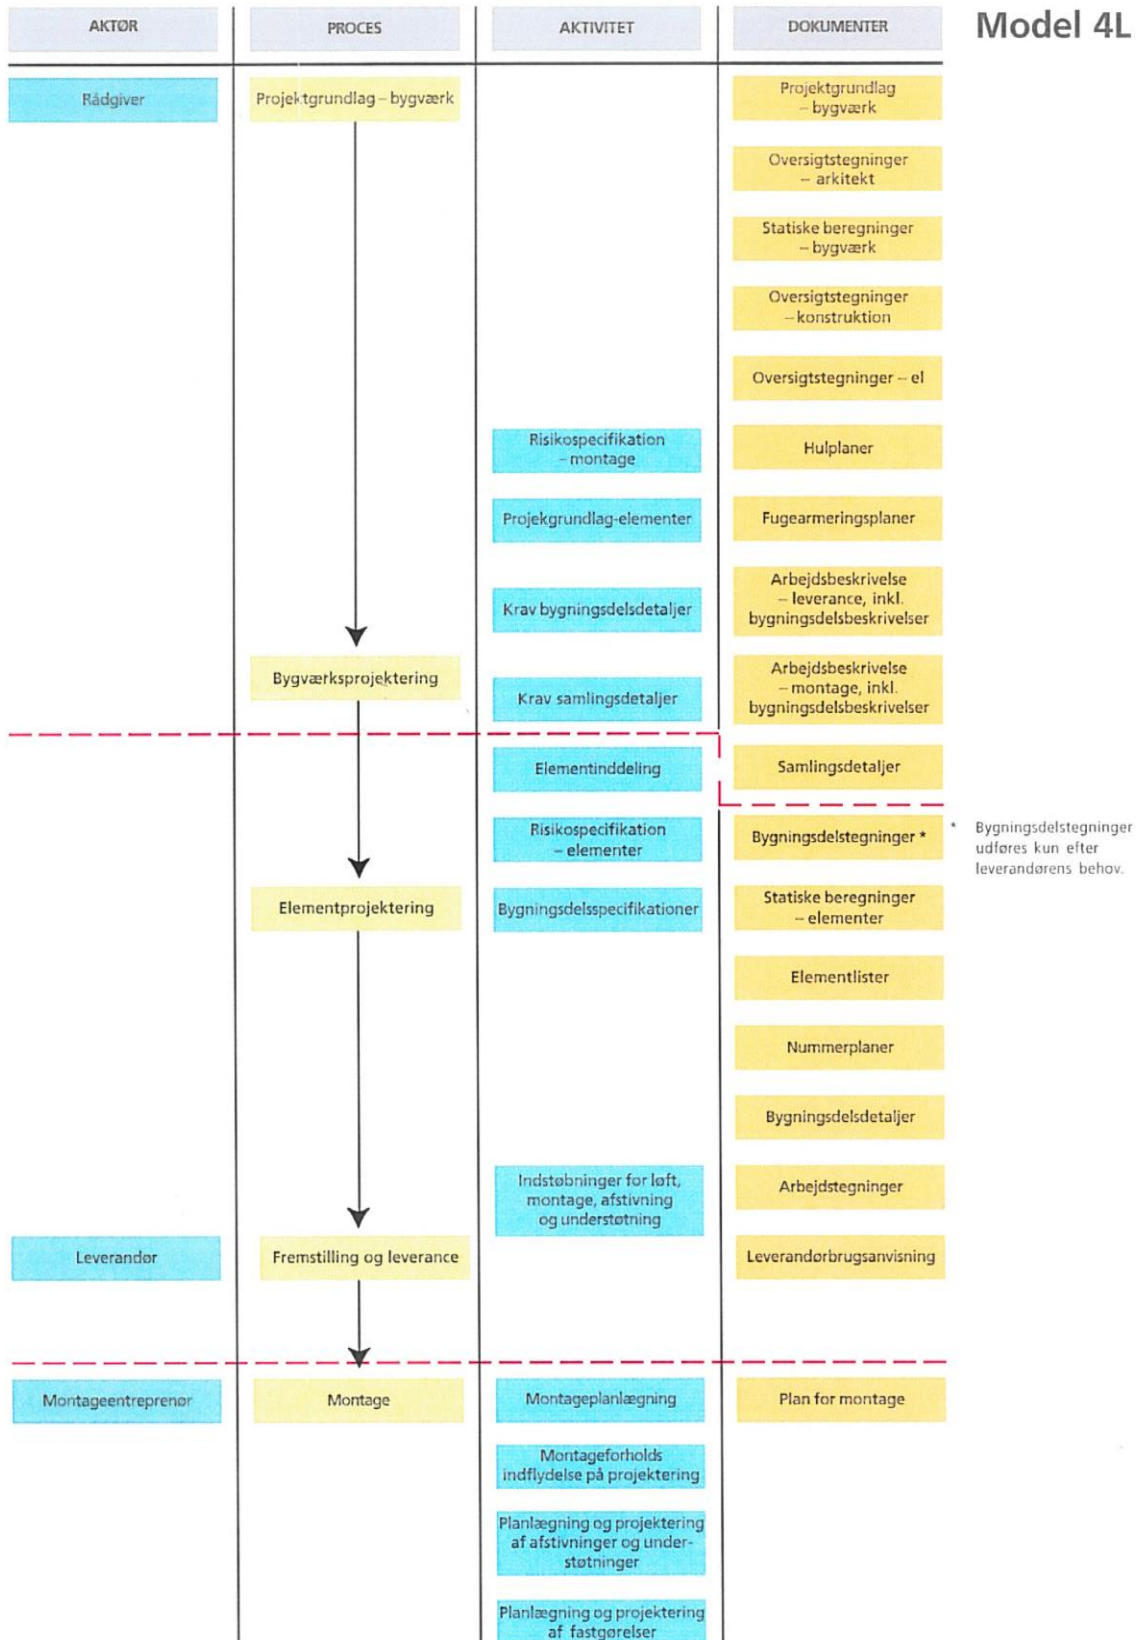 Model 4L
AKTØR
PROCES
AKTIVITET
DOKUMENTER
Rådgiver
Projektgrundlag – bygværk
Projektgrundlag
– bygværk
Oversigtstegninger
– arkitekt
Statiske beregninger
– bygværk
Oversigtstegninger
– konstruktion
Oversigtstegninger – el
Risikospecifikation
– montage
Hulplaner
Projekgrundlag-elementer
Fugearmeringsplaner
Krav bygningsdelsdetaljer
Arbejdsbeskrivelse
– leverance, inkl.
bygningsdelsbeskrivelser
Bygværksprojektering
Krav samlingsdetaljer
Arbejdsbeskrivelse
– montage, inkl.
bygningsdelsbeskrivelser
Elementinddeling
Samlingsdetaljer
Risikospecifikation
– elementer
Bygningsdelstegninger *
* Bygningsdelstegninger
udføres kun efter
leverandørens behov.
Elementprojektering
Bygningsdelsspecifikationer
Statiske beregninger
– elementer
Elementlister
Nummerplaner
Bygningsdelsdetaljer
Indstøbninger for løft,
montage, afstivning
og understøtning
Arbejdstegninger
Leverandør
Fremstilling og leverance
Leverandørbrugsanvisning
Montageentreprenør
Montage
Montageplanlægning
Plan for montage
Montageforholds
indflydelse på projektering
Planlægning og projektering
af afstivninger og under-
støtninger
Planlægning og projektering
af fastgørelser